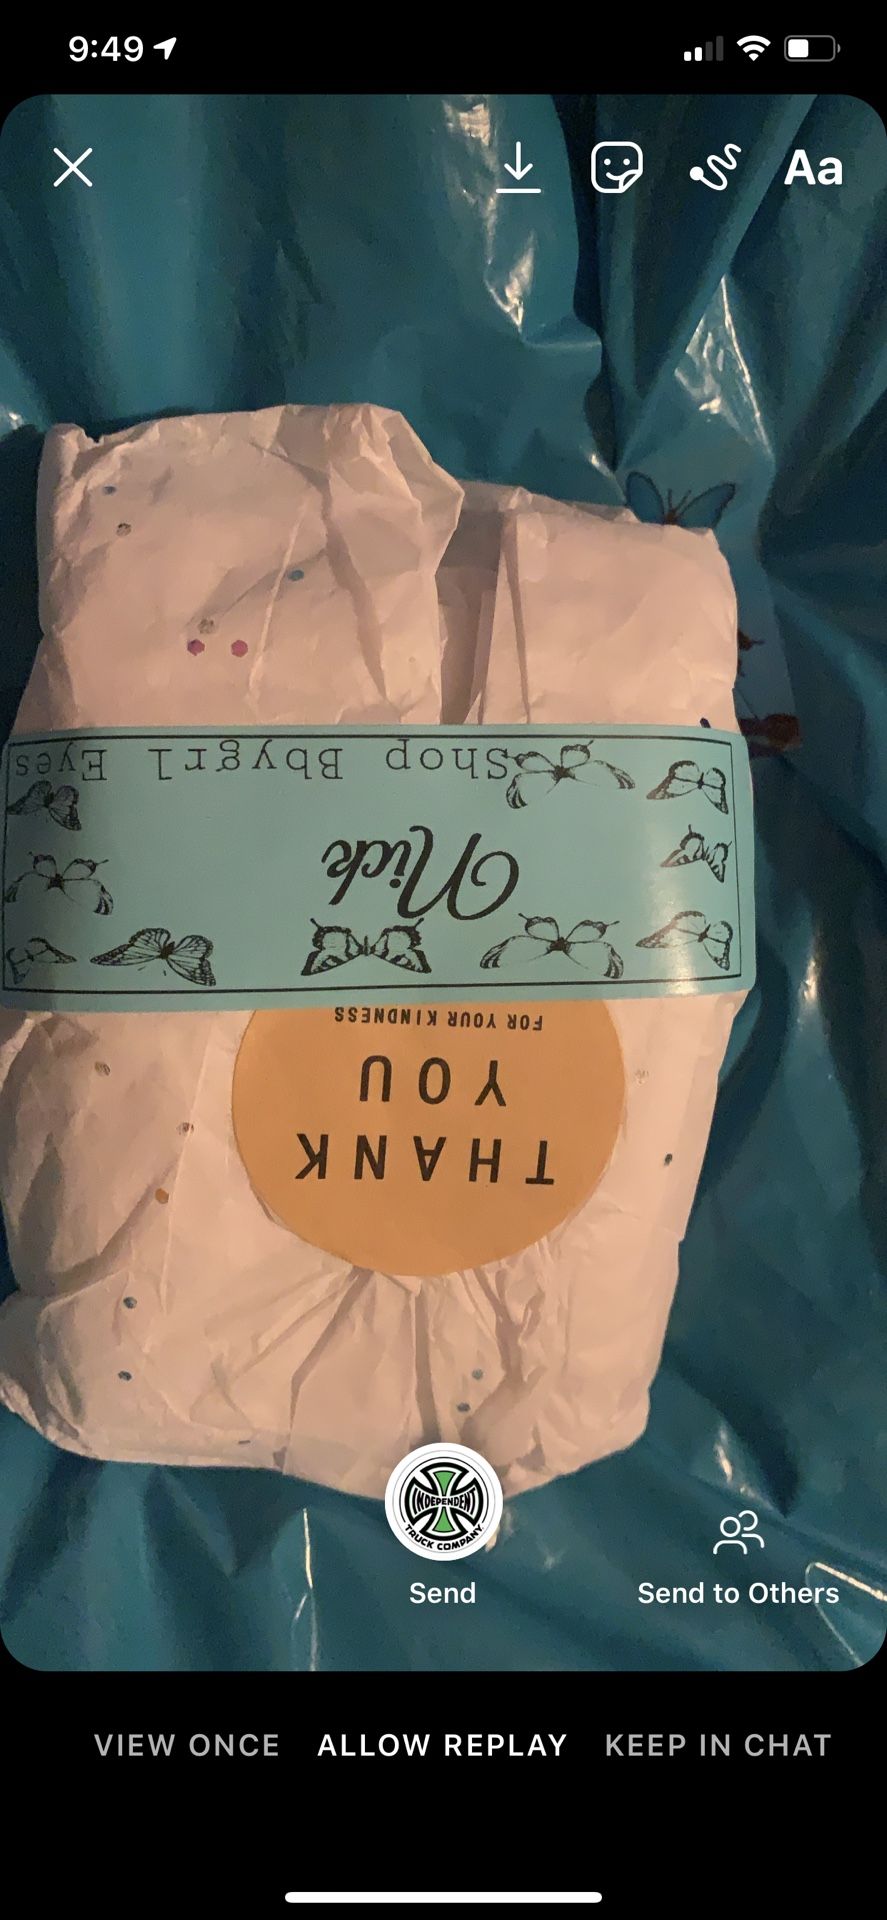 9:49
Aa
Shop Bbygrl Eyes
Nick
THANK
YOU
FOR YOUR KINDNESS
INDEPENDENT
TRUCK COMPANY
Send
Send to Others
VIEW ONCE
ALLOW REPLAY
KEEP IN CHAT